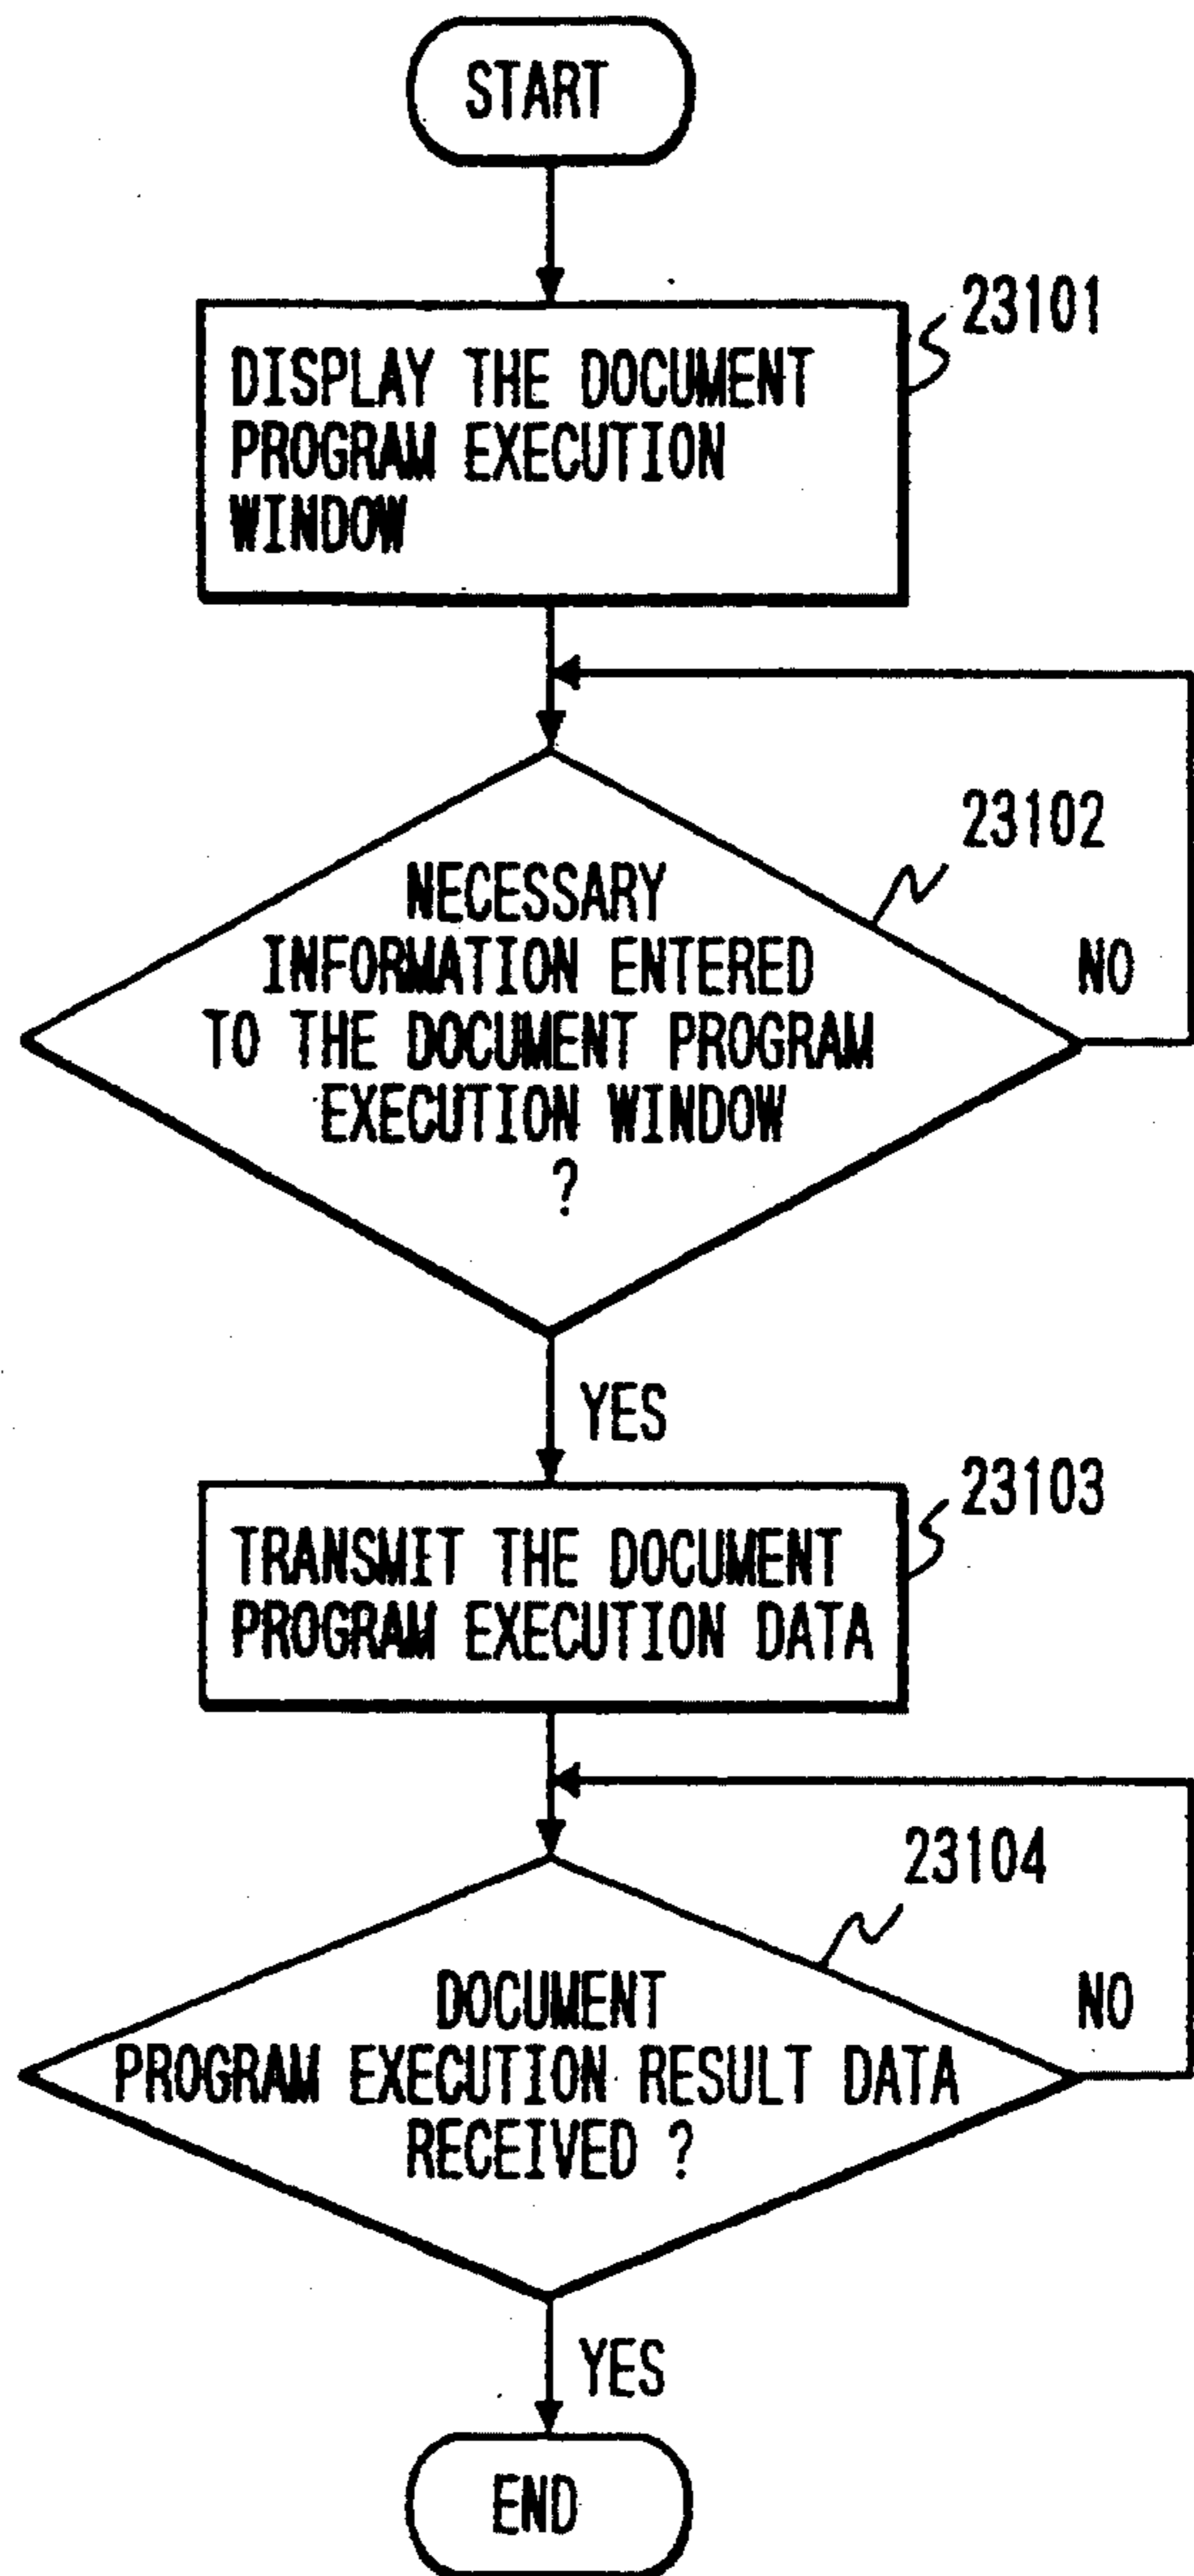 START
23101
DISPLAY THE DOCUMENT
PROGRAM EXECUTION
WINDOW
23102
NECESSARY
INFORMATION ENTERED
TO THE DOCUMENT PROGRAM
EXECUTION WINDOW
?
NO
YES
23103
TRANSMIT THE DOCUMENT
PROGRAM EXECUTION DATA
23104
DOCUMENT
PROGRAM EXECUTION RESULT DATA
RECEIVED ?
NO
YES
END